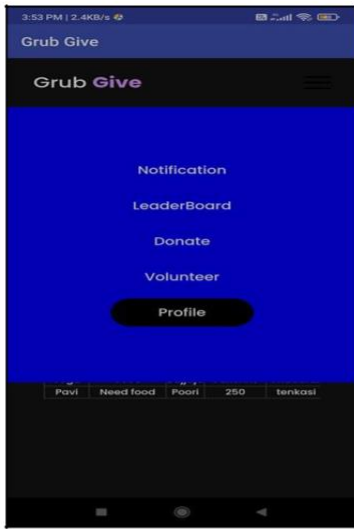 3:53 PM | 2.4KB/s
Grub Give
Grub Give
Notification
LeaderBoard
Donate
Volunteer
Profile
Pavi Need food Poori 250 tenkasi